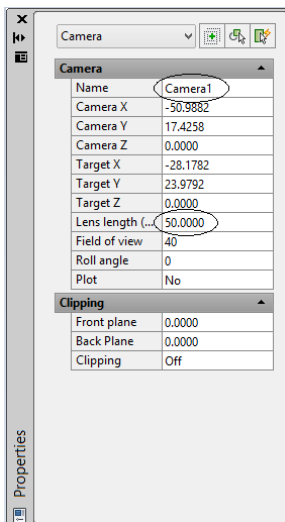 Camera
Camera
Name Camera1
Camera X -50.9882
Camera Y 17.4258
Camera Z 0.0000
Target X -28.1782
Target Y 23.9792
Target Z 0.0000
Lens length (... 50.0000
Field of view 40
Roll angle 0
Plot No
Clipping
Front plane 0.0000
Back Plane 0.0000
Clipping Off
Properties